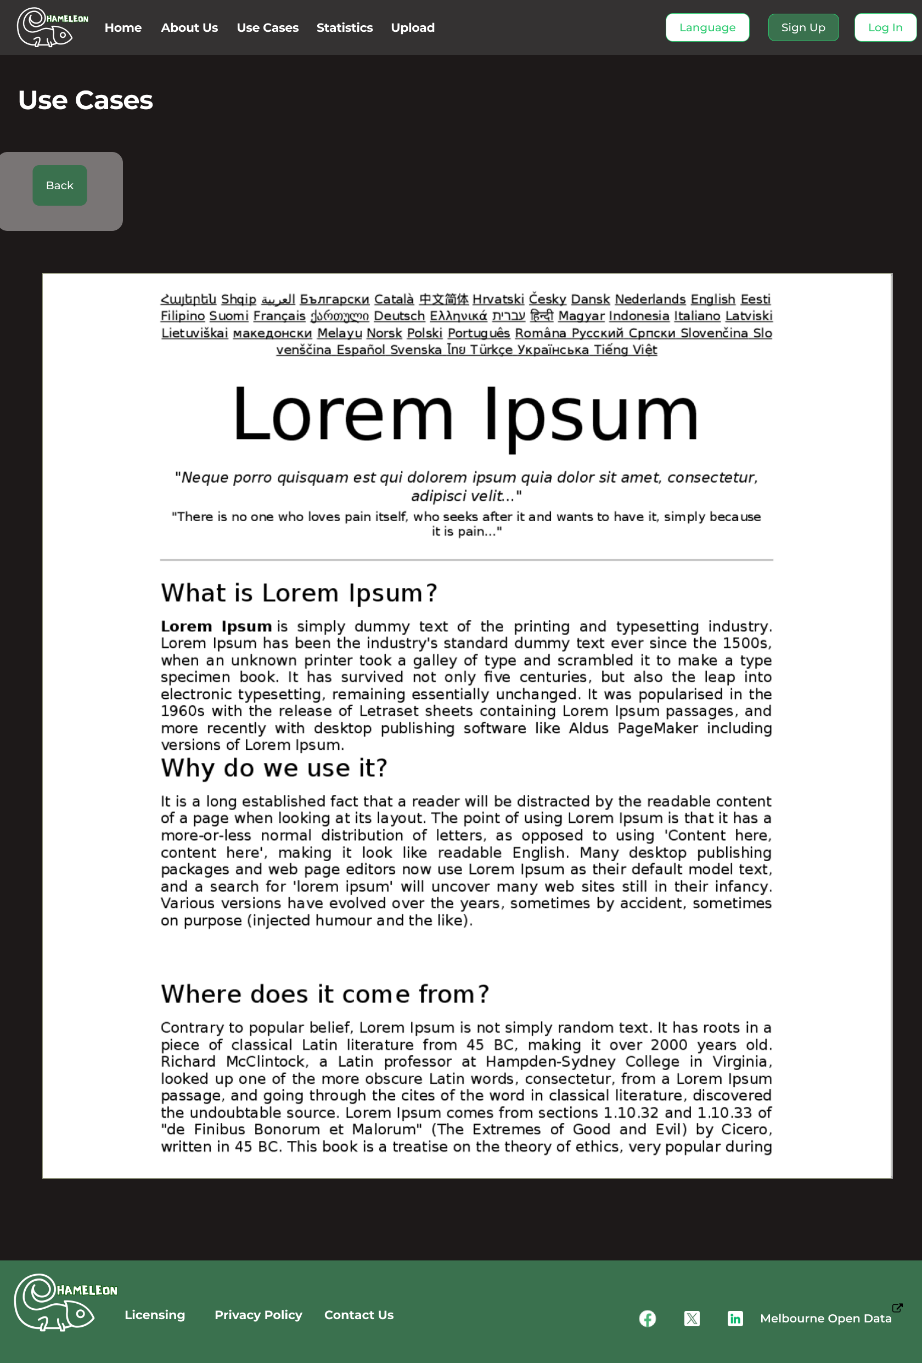 CHAMELEON
Home About Us Use Cases Statistics Upload
Language Sign Up Log In
Use Cases
Back
Հայերեն Shqip العربية Български Català 中文简体 Hrvatski Česky Dansk Nederlands English Eesti
Filipino Suomi Français ქართული Deutsch Ελληνικά עברית हिन्दी Magyar Indonesia Italiano Latviski
Lietuviškai македонски Melayu Norsk Polski Português Româna Русский Српски Slovenčina Slo
venščina Español Svenska ไทย Türkçe Українська Tiếng Việt
Lorem Ipsum
"Neque porro quisquam est qui dolorem ipsum quia dolor sit amet, consectetur,
adipisci velit..."
"There is no one who loves pain itself, who seeks after it and wants to have it, simply because
it is pain..."
What is Lorem Ipsum?
Lorem Ipsum is simply dummy text of the printing and typesetting industry.
Lorem Ipsum has been the industry's standard dummy text ever since the 1500s,
when an unknown printer took a galley of type and scrambled it to make a type
specimen book. It has survived not only five centuries, but also the leap into
electronic typesetting, remaining essentially unchanged. It was popularised in the
1960s with the release of Letraset sheets containing Lorem Ipsum passages, and
more recently with desktop publishing software like Aldus PageMaker including
versions of Lorem Ipsum.
Why do we use it?
It is a long established fact that a reader will be distracted by the readable content
of a page when looking at its layout. The point of using Lorem Ipsum is that it has a
more-or-less normal distribution of letters, as opposed to using 'Content here,
content here', making it look like readable English. Many desktop publishing
packages and web page editors now use Lorem Ipsum as their default model text,
and a search for 'lorem ipsum' will uncover many web sites still in their infancy.
Various versions have evolved over the years, sometimes by accident, sometimes
on purpose (injected humour and the like).
Where does it come from?
Contrary to popular belief, Lorem Ipsum is not simply random text. It has roots in a
piece of classical Latin literature from 45 BC, making it over 2000 years old.
Richard McClintock, a Latin professor at Hampden-Sydney College in Virginia,
looked up one of the more obscure Latin words, consectetur, from a Lorem Ipsum
passage, and going through the cites of the word in classical literature, discovered
the undoubtable source. Lorem Ipsum comes from sections 1.10.32 and 1.10.33 of
"de Finibus Bonorum et Malorum" (The Extremes of Good and Evil) by Cicero,
written in 45 BC. This book is a treatise on the theory of ethics, very popular during
CHAMELEON
Licensing Privacy Policy Contact Us
Melbourne Open Data